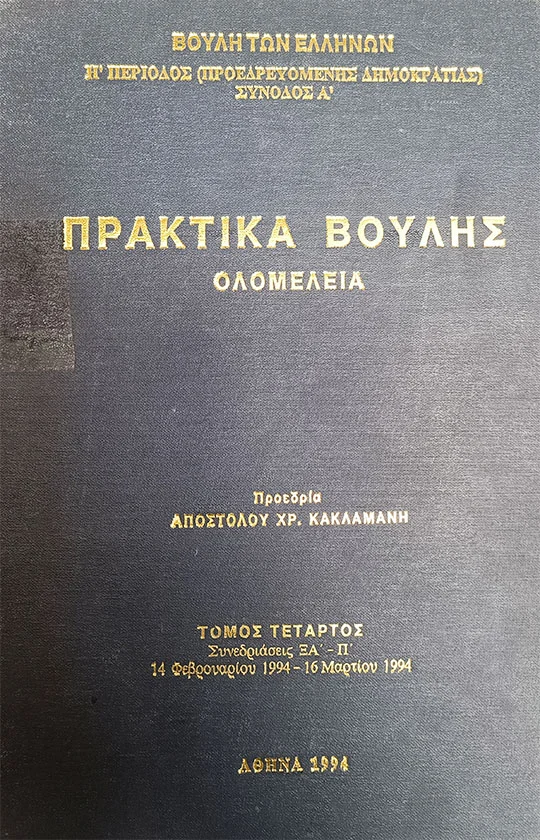 ΒΟΥΛΗ ΤΩΝ ΕΛΛΗΝΩΝ
Η' ΠΕΡΙΟΔΟΣ (ΠΡΟΕΔΡΕΥΟΜΕΝΗΣ ΔΗΜΟΚΡΑΤΙΑΣ)
ΣΥΝΟΔΟΣ Α'
ΠΡΑΚΤΙΚΑ ΒΟΥΛΗΣ
ΟΛΟΜΕΛΕΙΑ
Προεδρία
ΑΠΟΣΤΟΛΟΥ ΧΡ. ΚΑΚΛΑΜΑΝΗ
ΤΟΜΟΣ ΤΕΤΑΡΤΟΣ
Συνεδριάσεις ΞΑ΄ - Π΄
14 Φεβρουαρίου 1994 - 16 Μαρτίου 1994
ΑΘΗΝΑ 1994